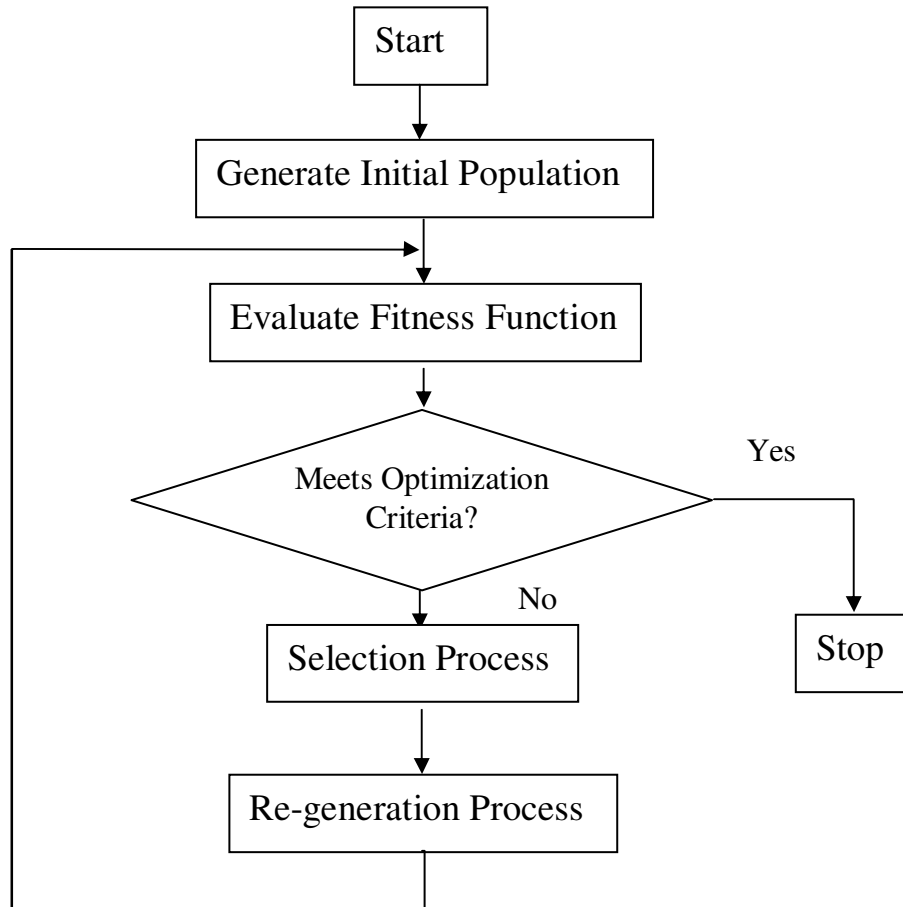 Start
Generate Initial Population
Evaluate Fitness Function
Meets Optimization
Criteria?
Yes
No
Selection Process
Stop
Re-generation Process